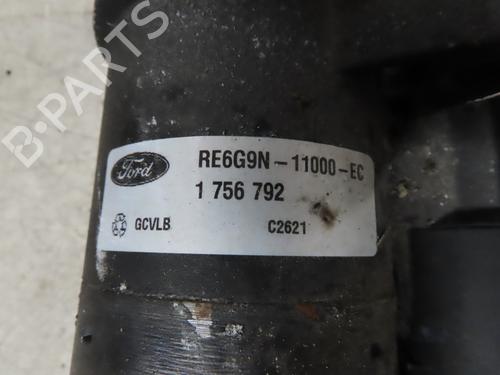 B-PARTS
Ford
RE6G9N-11000-EC
1 756 792
GCVLB C2621